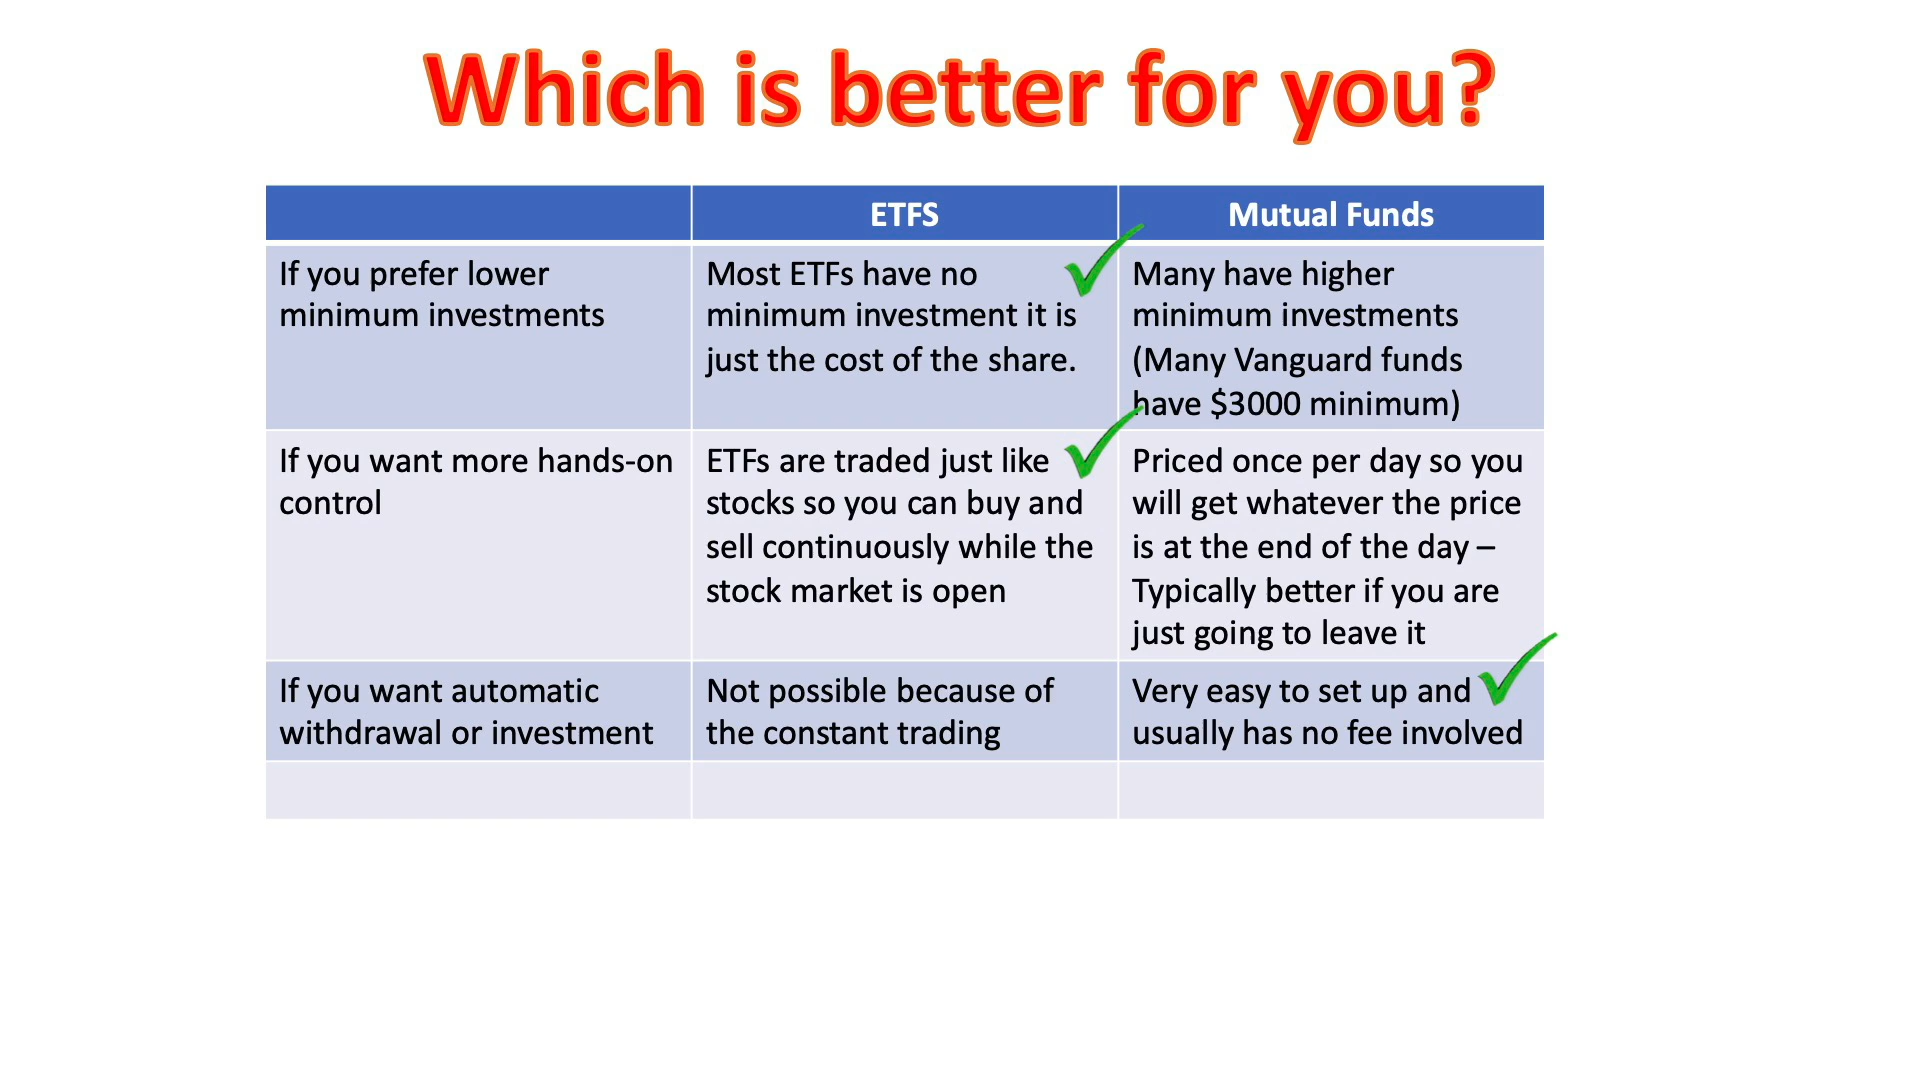 Which is better for you?
ETFS
Mutual Funds
If you prefer lower
minimum investments
Most ETFs have no
minimum investment it is
just the cost of the share.
Many have higher
minimum investments
(Many Vanguard funds
have $3000 minimum)
If you want more hands-on
control
ETFs are traded just like
stocks so you can buy and
sell continuously while the
stock market is open
Priced once per day so you
will get whatever the price
is at the end of the day –
Typically better if you are
just going to leave it
If you want automatic
withdrawal or investment
Not possible because of
the constant trading
Very easy to set up and
usually has no fee involved